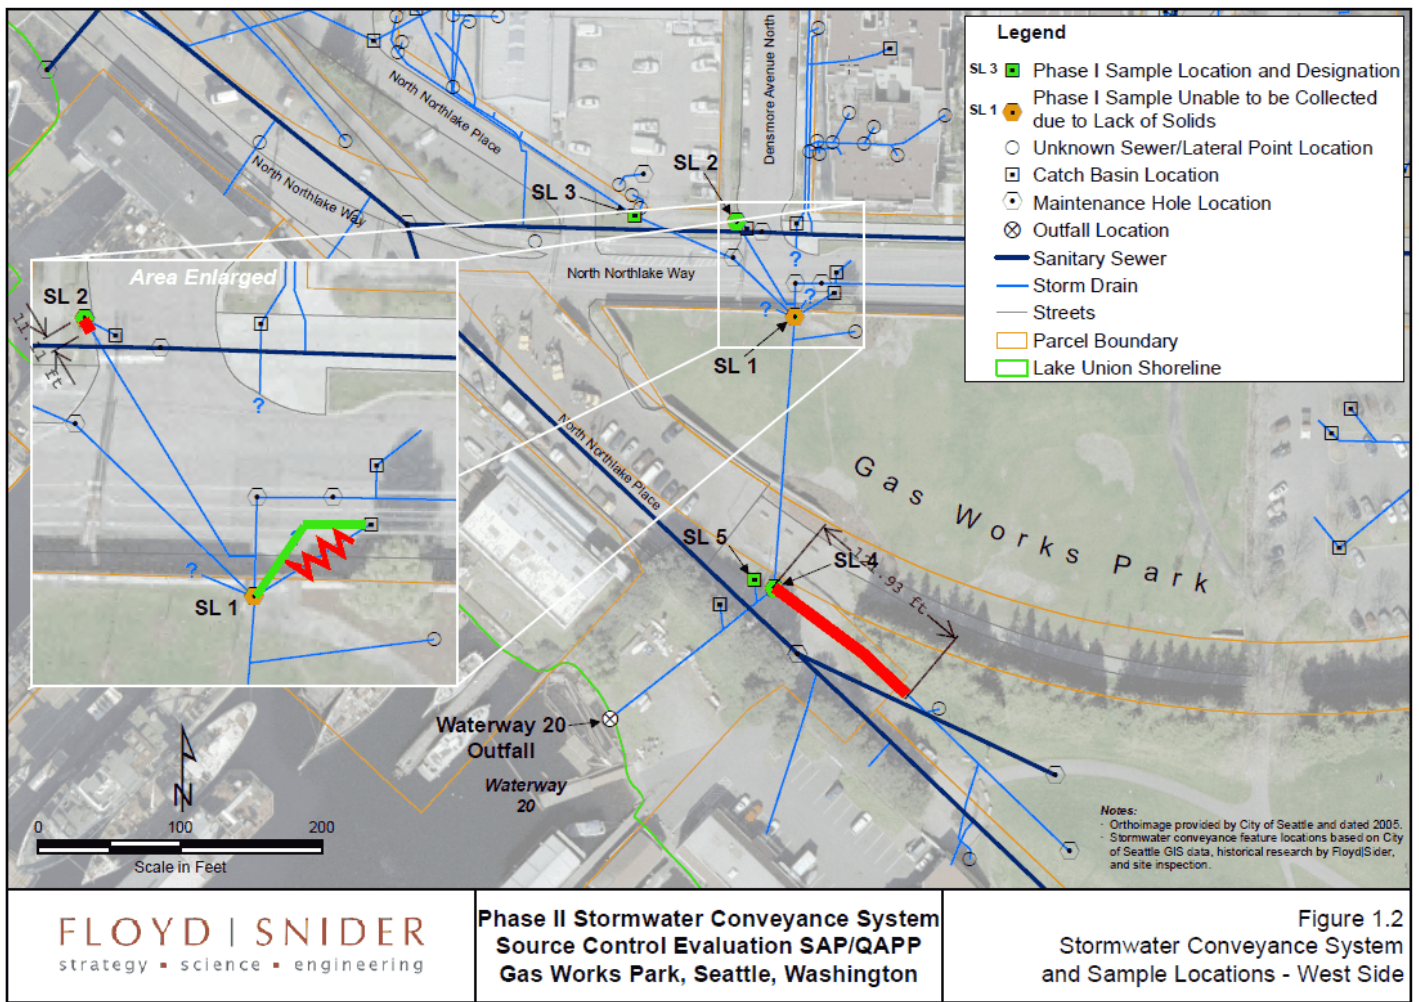 Legend
SL 3 Phase I Sample Location and Designation
Phase I Sample Unable to be Collected
SL 1 due to Lack of Solids
Unknown Sewer/Lateral Point Location
Catch Basin Location
Maintenance Hole Location
Outfall Location
Sanitary Sewer
Storm Drain
Streets
Parcel Boundary
Lake Union Shoreline
North Northlake Place
North Northlake Way
Densmore Avenue North
SL 2
SL 3
North Northlake Way
?
?
?
SL 1
Area Enlarged
SL 2
ft
?
?
SL 1
North Northlake Place
Gas Works Park
SL 5
SL 4
.93 ft
Waterway 20
Outfall
Waterway
20
N
0 100 200
Scale in Feet
Notes:
- Orthoimage provided by City of Seattle and dated 2005.
- Stormwater conveyance feature locations based on City
of Seattle GIS data, historical research by Floyd|Sider,
and site inspection.
FLOYD | SNIDER
strategy ▪ science ▪ engineering
Phase II Stormwater Conveyance System
Source Control Evaluation SAP/QAPP
Gas Works Park, Seattle, Washington
Figure 1.2
Stormwater Conveyance System
and Sample Locations - West Side